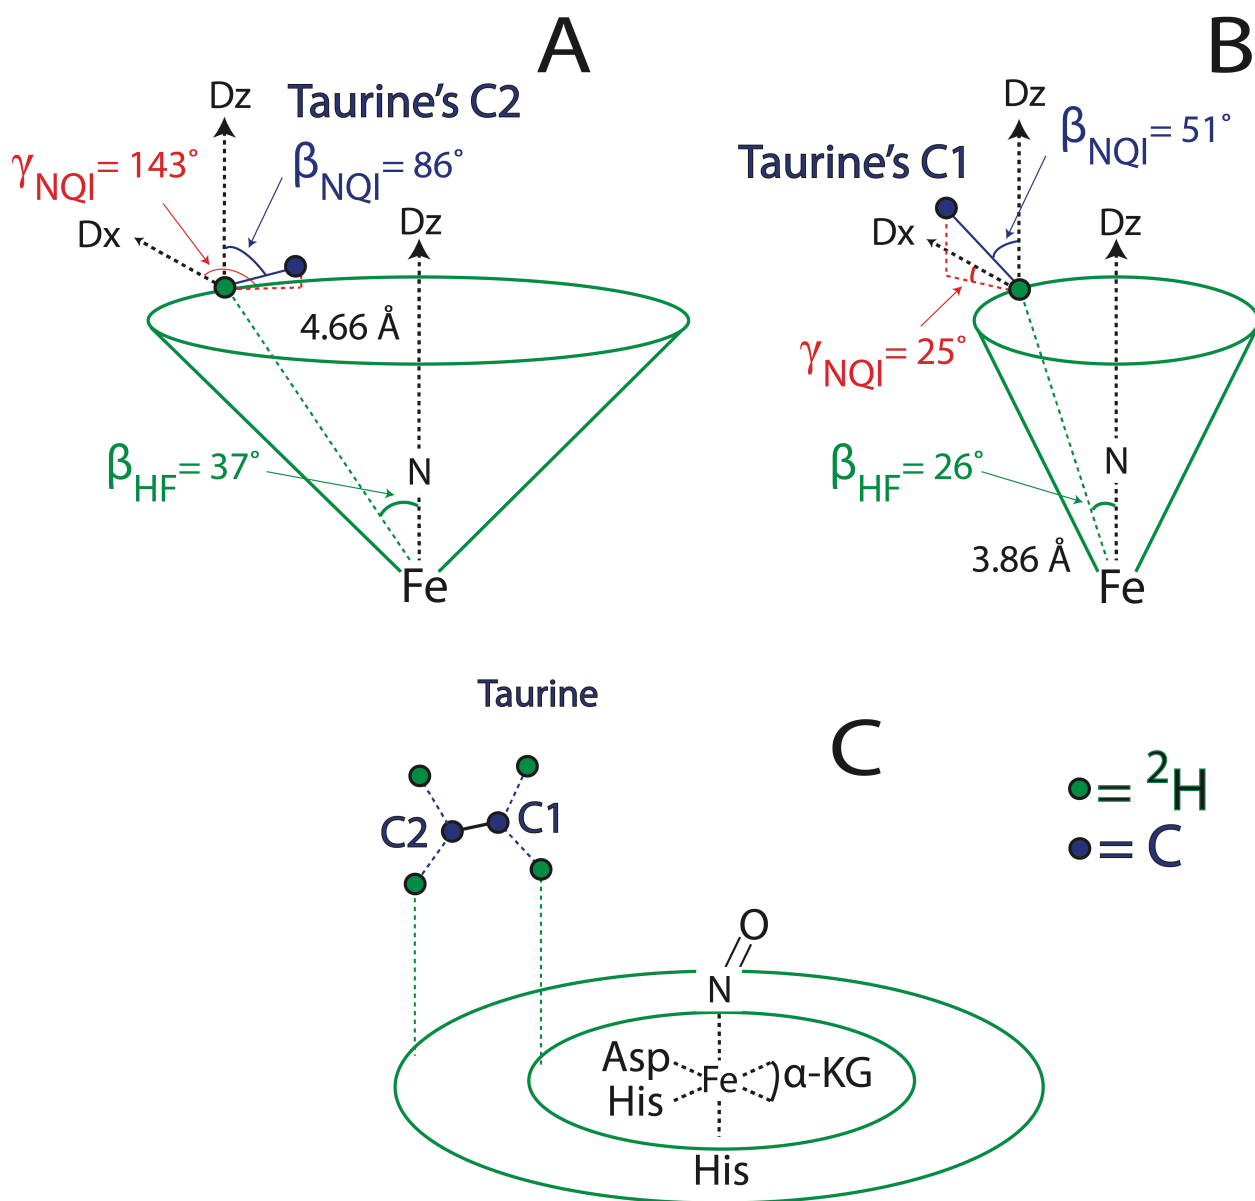 A
Dz
Taurine's C2
γNQI= 143°
βNQI= 86°
Dx
Dz
4.66 Å
βHF= 37°
N
Fe
B
Dz
βNQI= 51°
Taurine's C1
Dx
Dz
γNQI= 25°
βHF= 26°
N
3.86 Å
Fe
Taurine
C
C2
C1
= ²H
= C
O
N
Asp
Fe
α-KG
His
His